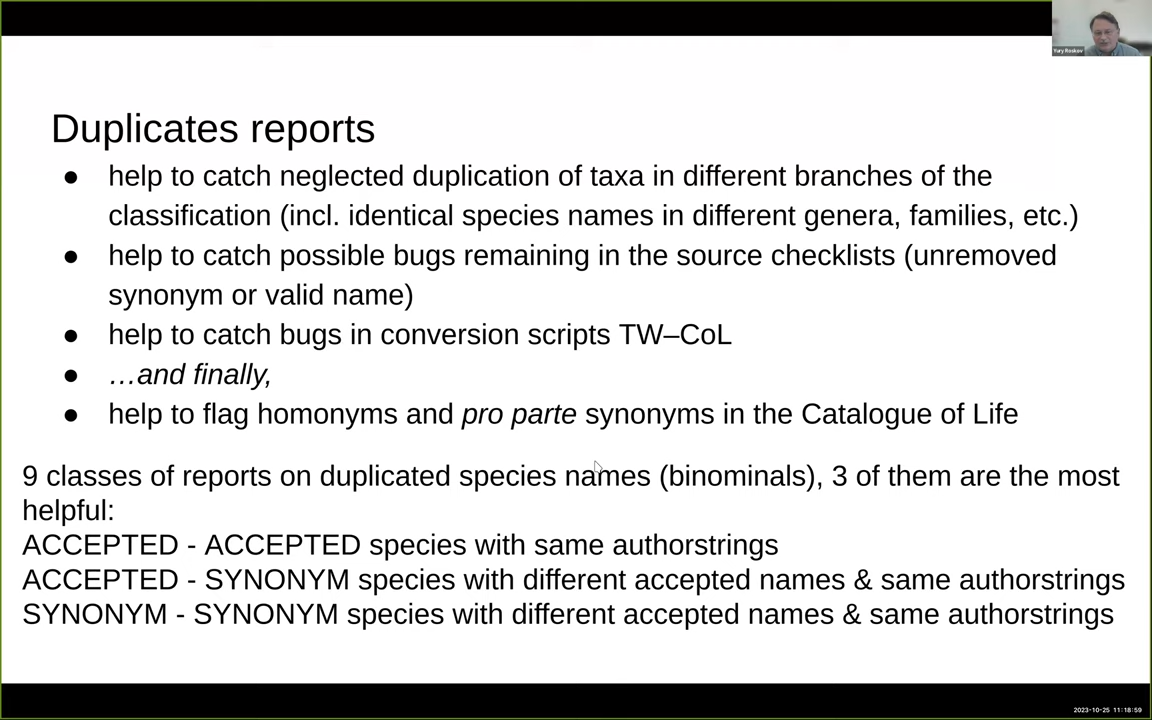 Yury Roskov
Duplicates reports
● help to catch neglected duplication of taxa in different branches of the
classification (incl. identical species names in different genera, families, etc.)
● help to catch possible bugs remaining in the source checklists (unremoved
synonym or valid name)
● help to catch bugs in conversion scripts TW–CoL
● …and finally,
● help to flag homonyms and pro parte synonyms in the Catalogue of Life
9 classes of reports on duplicated species names (binominals), 3 of them are the most
helpful:
ACCEPTED - ACCEPTED species with same authorstrings
ACCEPTED - SYNONYM species with different accepted names & same authorstrings
SYNONYM - SYNONYM species with different accepted names & same authorstrings
2023-10-25 11:18:59